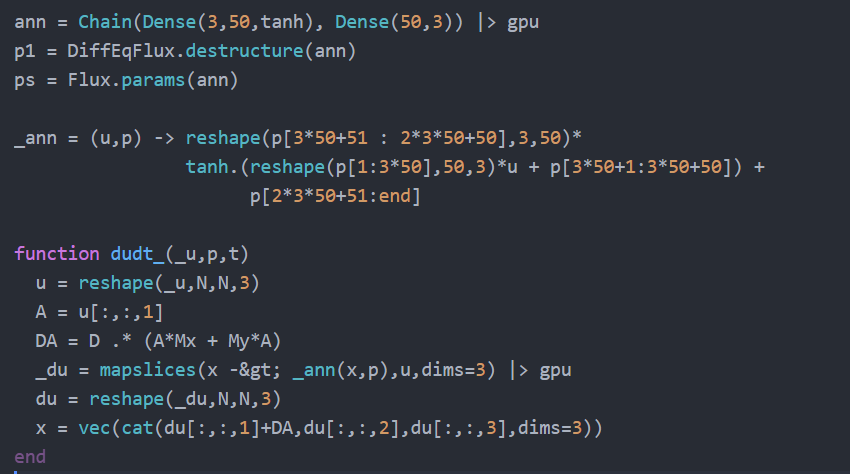 ann = Chain(Dense(3,50,tanh), Dense(50,3)) |> gpu
p1 = DiffEqFlux.destructure(ann)
ps = Flux.params(ann)

_ann = (u,p) -> reshape(p[3*50+51 : 2*3*50+50],3,50)*
                tanh.(reshape(p[1:3*50],50,3)*u + p[3*50+1:3*50+50]) +
                      p[2*3*50+51:end]

function dudt_(_u,p,t)
  u = reshape(_u,N,N,3)
  A = u[:,:,1]
  DA = D .* (A*Mx + My*A)
  _du = mapslices(x -&gt; _ann(x,p),u,dims=3) |> gpu
  du = reshape(_du,N,N,3)
  x = vec(cat(du[:,:,1]+DA,du[:,:,2],du[:,:,3],dims=3))
end